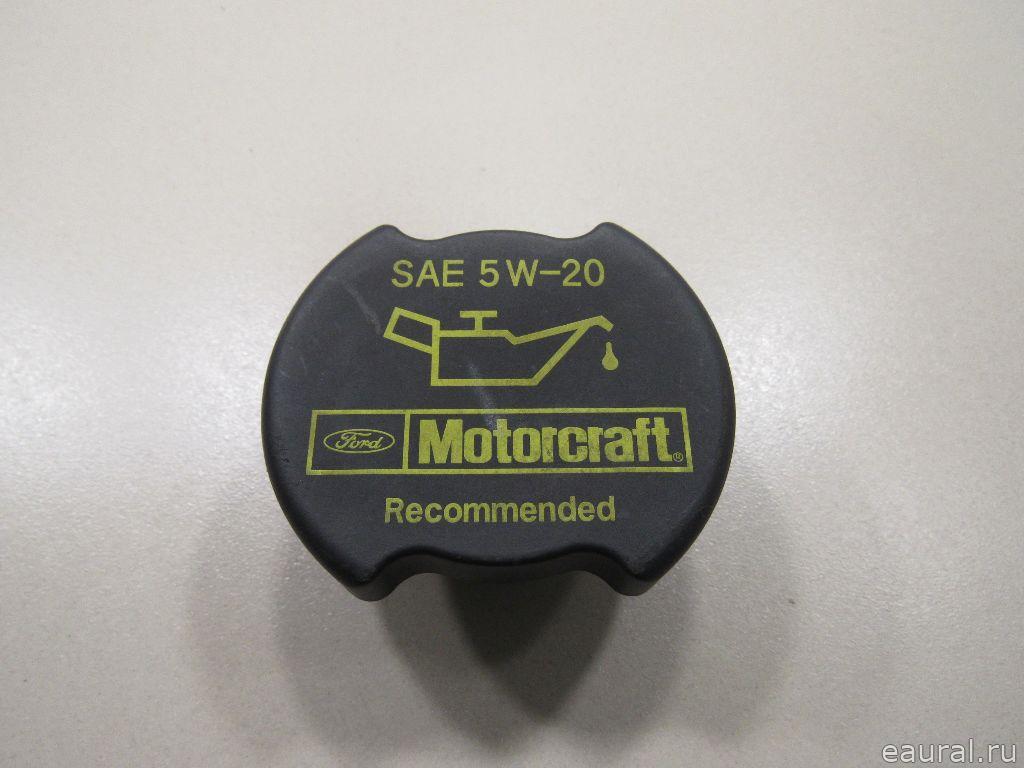 SAE 5W-20
Ford Motorcraft®
Recommended
eaural.ru